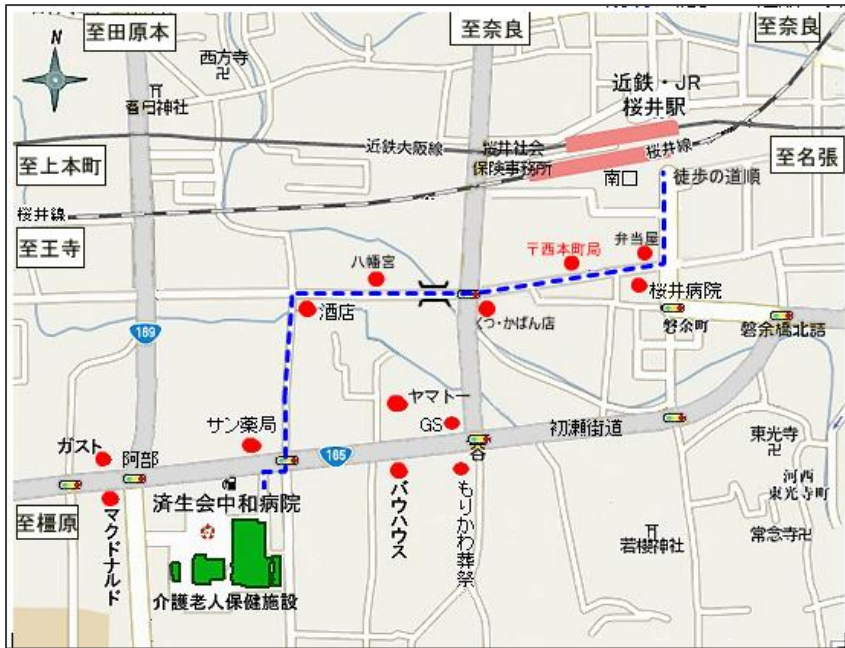 至田原本
至奈良
至奈良
N
西方寺
卍
春日神社
近鉄・JR
桜井駅
近鉄大阪線
桜井社会
保険事務所
桜井線
至上本町
至名張
南口
徒歩の道順
桜井線
至王寺
八幡宮
〒西本町局
弁当屋
酒店
くつ・かばん店
桜井病院
磐余町
磐余橋北詰
169
ヤマトー
GS
サン薬局
初瀬街道
谷
165
ガスト
阿部
東光寺
卍
河西
東光寺町
済生会中和病院
至橿原
マクドナルド
バウハウス
もりかわ葬祭
若櫻神社
常念寺卍
介護老人保健施設